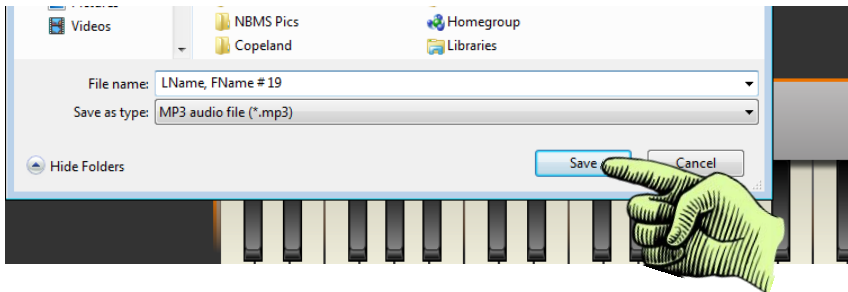 Pictures
Videos
NBMS Pics
Homegroup
Copeland
Libraries
File name: LName, FName # 19
Save as type: MP3 audio file (*.mp3)
Hide Folders
Save
Cancel